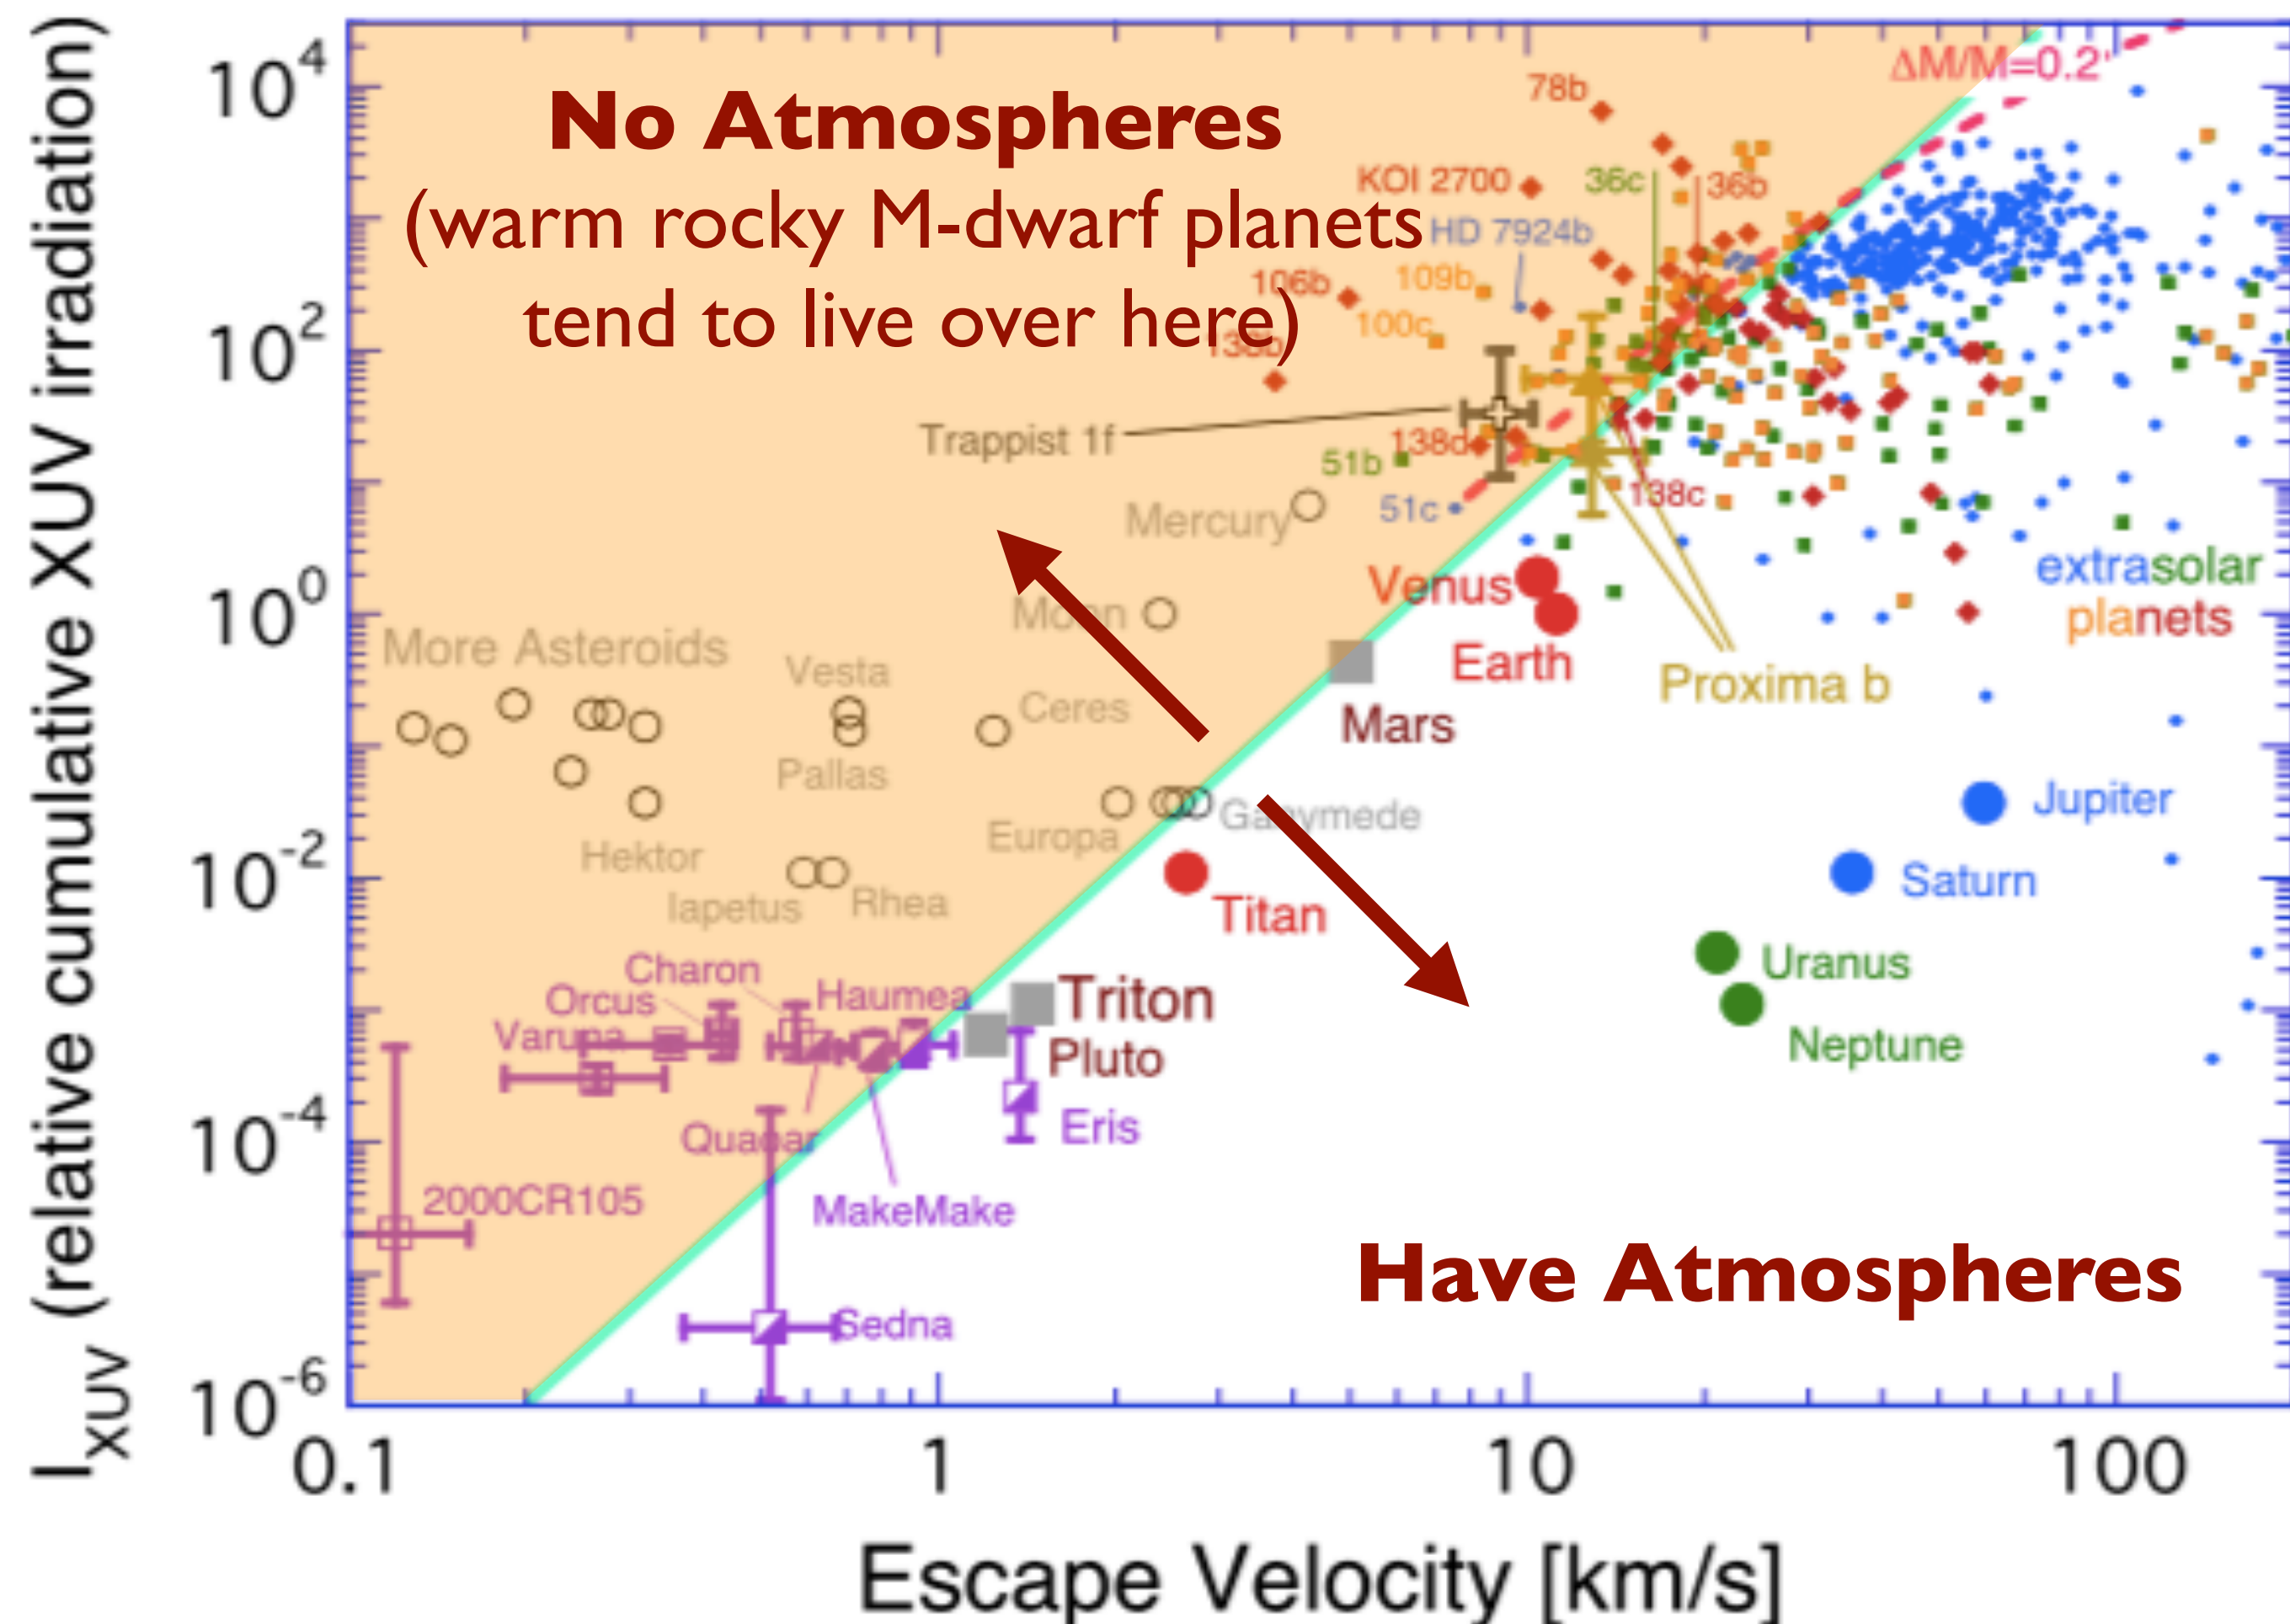 I_XUV (relative cumulative XUV irradiation)
10^4
10^2
10^0
10^-2
10^-4
10^-6
No Atmospheres
(warm rocky M-dwarf planets
tend to live over here)
ΔM/M=0.2
78b
KOI 2700
36c
36b
HD 7924b
106b
109b
100c
138b
Trappist 1f
138d
51b
51c
138c
Mercury
Venus
extrasolar
planets
Moon
Earth
More Asteroids
Vesta
Proxima b
Ceres
Mars
Pallas
Jupiter
Ganymede
Europa
Hektor
Saturn
Iapetus
Rhea
Titan
Charon
Uranus
Orcus
Haumea
Triton
Varuna
Pluto
Neptune
Quaoar
Eris
2000CR105
MakeMake
Have Atmospheres
Sedna
0.1
1
10
100
Escape Velocity [km/s]